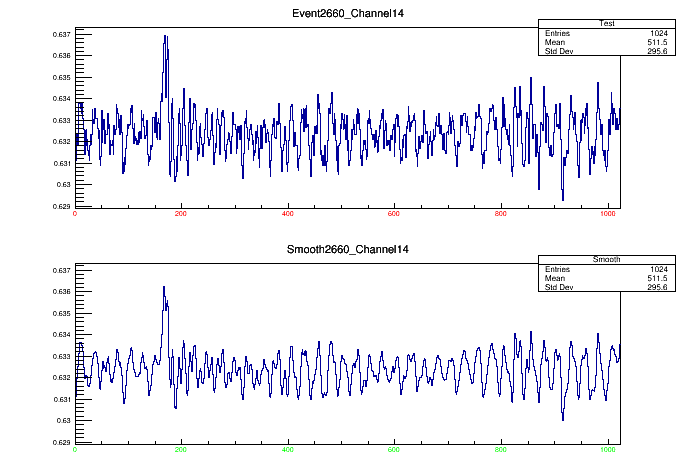 Event2660_Channel14
Test
Entries 1024
Mean 511.5
Std Dev 295.6
0.637
0.636
0.635
0.634
0.633
0.632
0.631
0.63
0.629
0 200 400 600 800 1000
Smooth2660_Channel14
Smooth
Entries 1024
Mean 511.5
Std Dev 295.6
0.637
0.636
0.635
0.634
0.633
0.632
0.631
0.63
0.629
0 200 400 600 800 1000